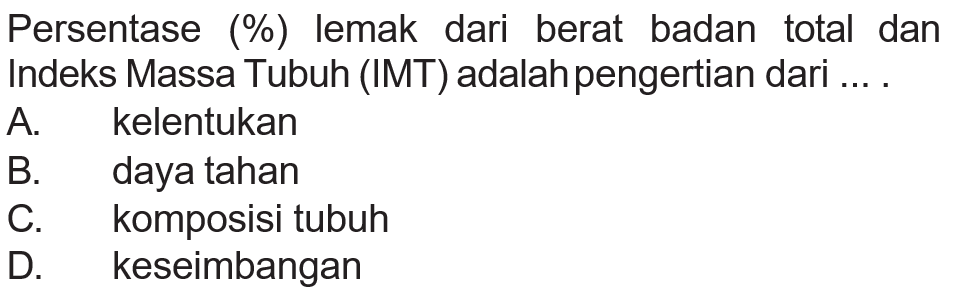 Persentase (%) lemak dari berat badan total dan
Indeks Massa Tubuh (IMT) adalah pengertian dari ... .
A. kelentukan
B. daya tahan
C. komposisi tubuh
D. keseimbangan